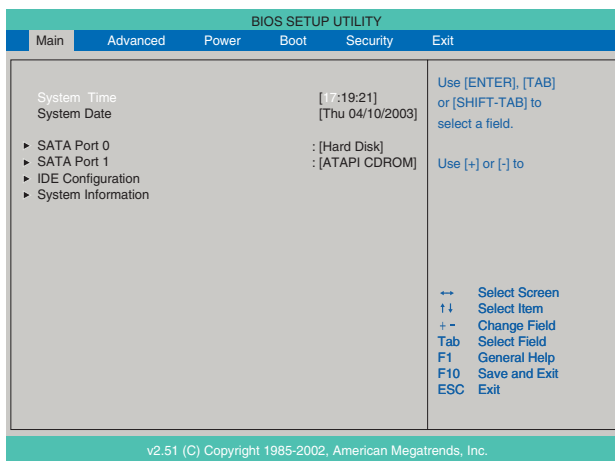 BIOS SETUP UTILITY
Main Advanced Power Boot Security Exit
System Time [17:19:21]
System Date [Thu 04/10/2003]
SATA Port 0 : [Hard Disk]
SATA Port 1 : [ATAPI CDROM]
IDE Configuration
System Information
Use [ENTER], [TAB]
or [SHIFT-TAB] to
select a field.
Use [+] or [-] to
↔ Select Screen
↑↓ Select Item
+ - Change Field
Tab Select Field
F1 General Help
F10 Save and Exit
ESC Exit
v2.51 (C) Copyright 1985-2002, American Megatrends, Inc.